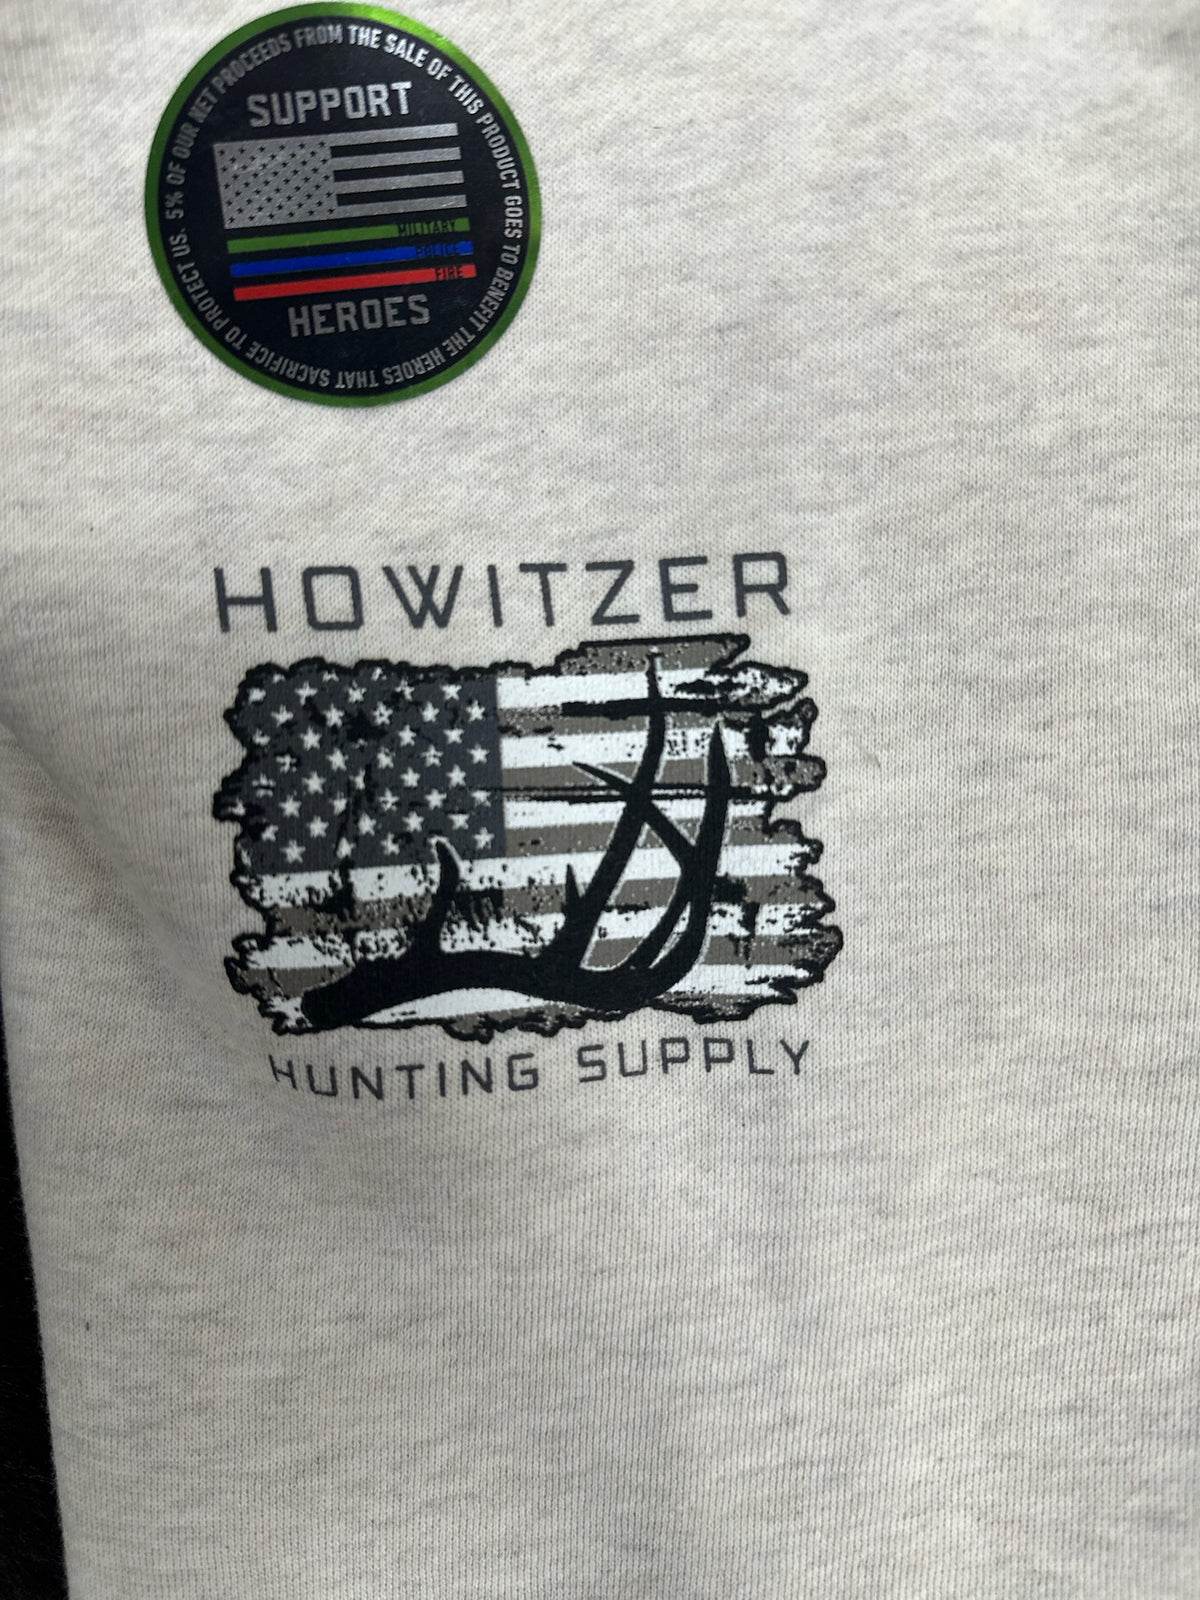 5% OF OUR NET PROCEEDS FROM THE SALE OF THIS PRODUCT GOES TO BENEFIT THE HEROES THAT SACRIFICE TO PROTECT US.
SUPPORT
MILITARY
POLICE
FIRE
HEROES
HOWITZER
HUNTING SUPPLY